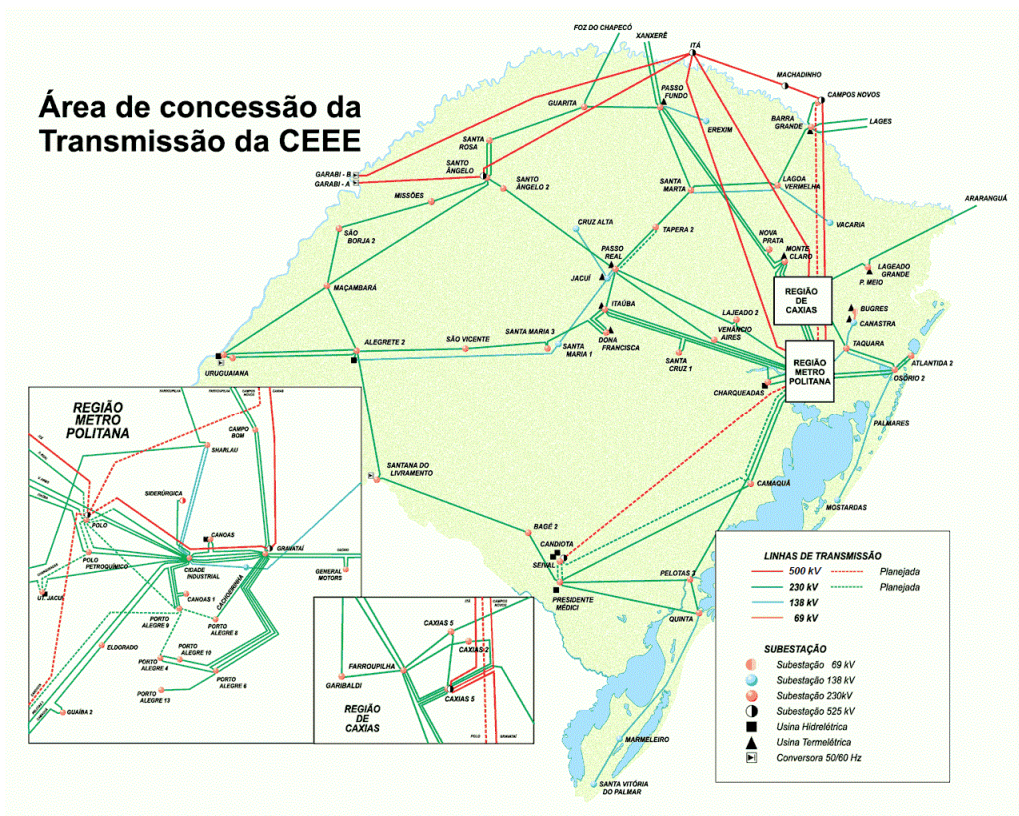 Área de concessão da
Transmissão da CEEE
FOZ DO CHAPECÓ
XANXERÊ
ITÁ
MACHADINHO
CAMPOS NOVOS
PASSO
FUNDO
GUARITA
EREXIM
BARRA
GRANDE
LAGES
SANTA
ROSA
SANTO
ÂNGELO
GARABI - B
GARABI - A
SANTO
ÂNGELO 2
MISSÕES
SANTA
MARTA
LAGOA
VERMELHA
ARARANGUÁ
CRUZ ALTA
TAPERA 2
VACARIA
SÃO
BORJA 2
PASSO
REAL
NOVA
PRATA
MONTE
CLARO
LAGEADO
GRANDE
P. MEIO
JACUÍ
MAÇAMBARÁ
REGIÃO
DE
CAXIAS
ITAÚBA
LAJEADO 2
BUGRES
CANASTRA
SANTA MARIA 3
VENÂNCIO
AIRES
DONA
FRANCISCA
ALEGRETE 2
SÃO VICENTE
SANTA
MARIA 1
SANTA
CRUZ 1
TAQUARA
ATLANTIDA 2
OSÓRIO 2
URUGUAIANA
REGIÃO
METRO
POLITANA
CHARQUEADAS
PALMARES
SANTANA DO
LIVRAMENTO
CAMAQUÃ
MOSTARDAS
BAGÉ 2
CANDIOTA
SEIVAL
PELOTAS 3
PRESIDENTE
MÉDICI
QUINTA
MARMELEIRO
SANTA VITÓRIA
DO PALMAR
REGIÃO
METRO
POLITANA
CAMPOS
NOVOS
CAXIAS
CAMPO
BOM
SHARLAU
SIDERÚRGICA
POLO
CANOAS
GRAVATAÍ
POLO
PETROQUÍMICO
CIDADE
INDUSTRIAL
CACHOEIRINHA
GENERAL
MOTORS
UT. JACUÍ
CANOAS 1
PORTO
ALEGRE 9
PORTO
ALEGRE 8
ELDORADO
PORTO
ALEGRE 10
PORTO
ALEGRE 4
PORTO
ALEGRE 6
PORTO
ALEGRE 13
GUAÍBA 2
ITÁ
CAMPOS
NOVOS
CAXIAS 5
CAXIAS 2
FARROUPILHA
GARIBALDI
CAXIAS 5
REGIÃO
DE
CAXIAS
POLO
GRAVATAÍ
LINHAS DE TRANSMISSÃO
500 kV
Planejada
230 kV
Planejada
138 kV
69 kV
SUBESTAÇÃO
Subestação 69 kV
Subestação 138 kV
Subestação 230kV
Subestação 525 kV
Usina Hidrelétrica
Usina Termelétrica
Conversora 50/60 Hz